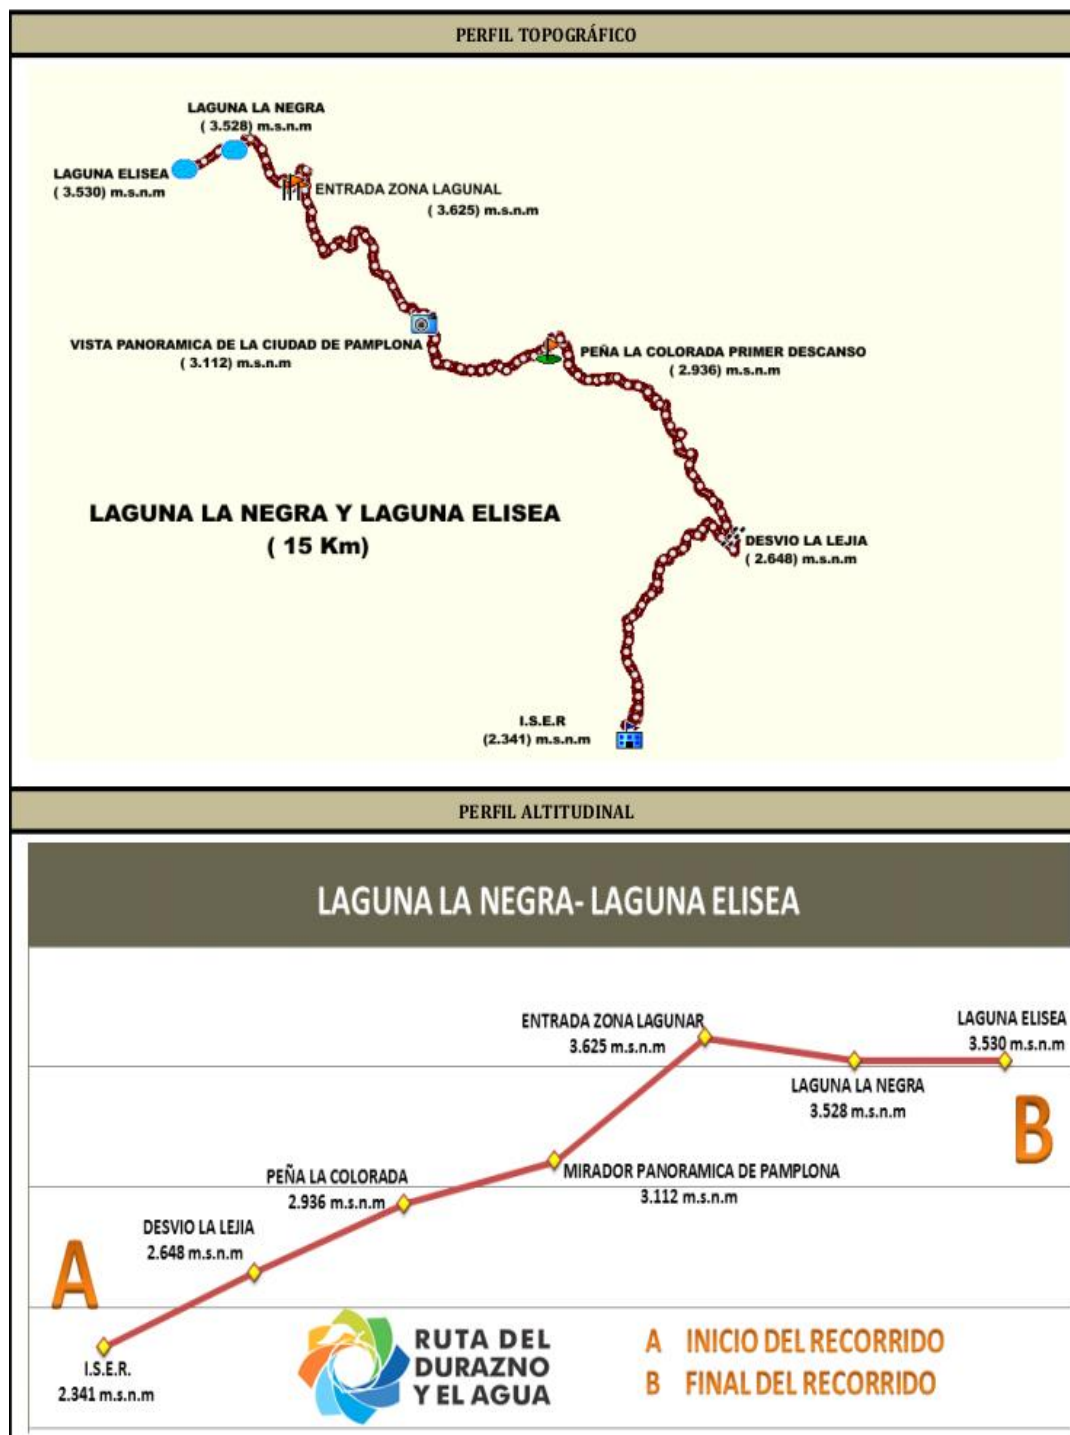 PERFIL TOPOGRÁFICO
LAGUNA LA NEGRA
( 3.528) m.s.n.m
LAGUNA ELISEA
( 3.530) m.s.n.m
ENTRADA ZONA LAGUNAL
( 3.625) m.s.n.m
VISTA PANORAMICA DE LA CIUDAD DE PAMPLONA
( 3.112) m.s.n.m
PEÑA LA COLORADA PRIMER DESCANSO
( 2.936) m.s.n.m
LAGUNA LA NEGRA Y LAGUNA ELISEA
( 15 Km)
DESVIO LA LEJIA
( 2.648) m.s.n.m
I.S.E.R
(2.341) m.s.n.m
PERFIL ALTITUDINAL
LAGUNA LA NEGRA- LAGUNA ELISEA
ENTRADA ZONA LAGUNAR
3.625 m.s.n.m
LAGUNA ELISEA
3.530 m.s.n.m
LAGUNA LA NEGRA
3.528 m.s.n.m
B
PEÑA LA COLORADA
2.936 m.s.n.m
MIRADOR PANORAMICA DE PAMPLONA
3.112 m.s.n.m
DESVIO LA LEJIA
2.648 m.s.n.m
A
I.S.E.R.
2.341 m.s.n.m
RUTA DEL
DURAZNO
Y EL AGUA
A INICIO DEL RECORRIDO
B FINAL DEL RECORRIDO